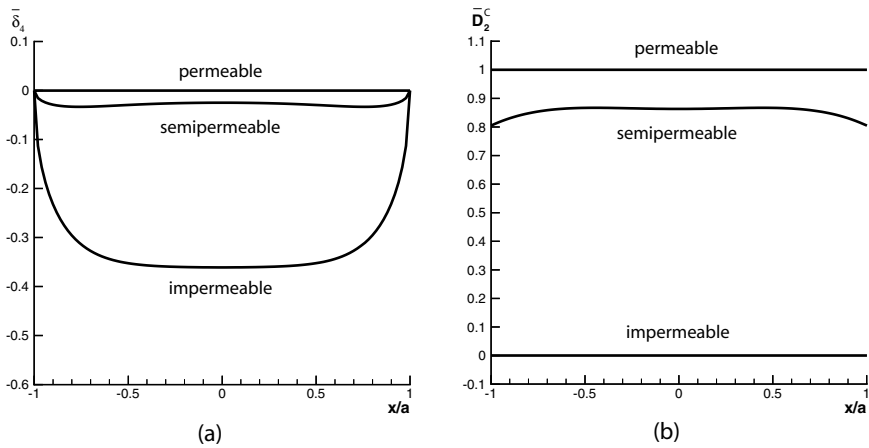 δ̄₄
0.1
0
-0.1
-0.2
-0.3
-0.4
-0.5
-0.6
permeable
semipermeable
impermeable
-1 -0.5 0 0.5 1
x/a
(a)
D̄₂ᶜ
1.1
1
0.9
0.8
0.7
0.6
0.5
0.4
0.3
0.2
0.1
0
-0.1
permeable
semipermeable
impermeable
-1 -0.5 0 0.5 1
x/a
(b)